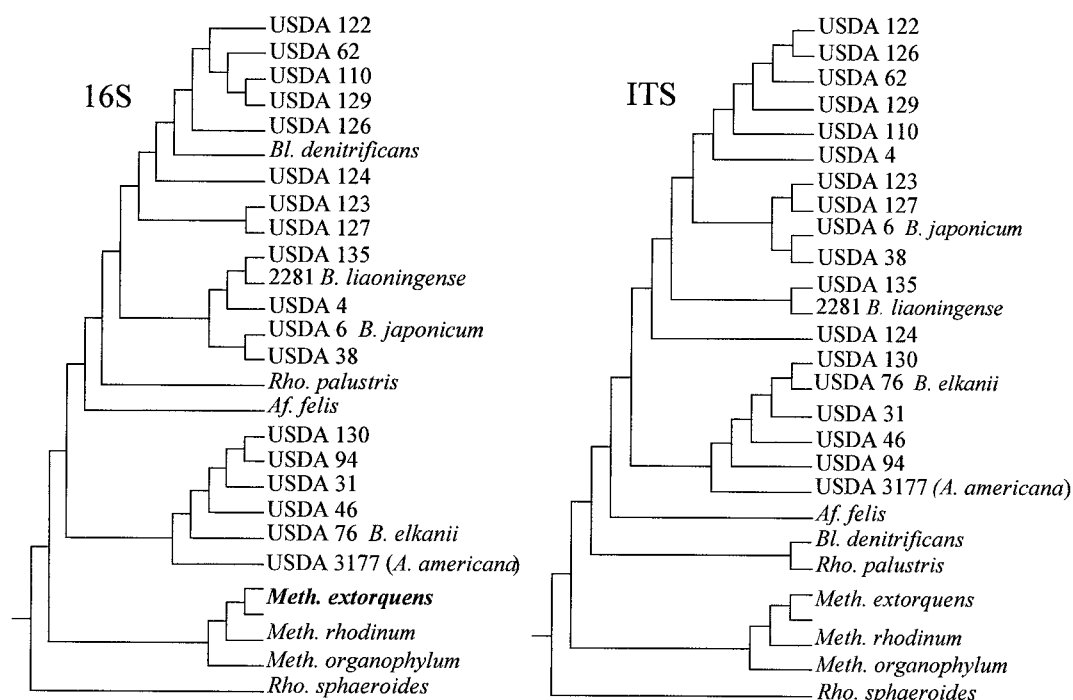 16S
USDA 122
USDA 62
USDA 110
USDA 129
USDA 126
Bl. denitrificans
USDA 124
USDA 123
USDA 127
USDA 135
2281 B. liaoningense
USDA 4
USDA 6 B. japonicum
USDA 38
Rho. palustris
Af. felis
USDA 130
USDA 94
USDA 31
USDA 46
USDA 76 B. elkanii
USDA 3177 (A. americana)
Meth. extorquens
Meth. rhodinum
Meth. organophylum
Rho. sphaeroides
ITS
USDA 122
USDA 126
USDA 62
USDA 129
USDA 110
USDA 4
USDA 123
USDA 127
USDA 6 B. japonicum
USDA 38
USDA 135
2281 B. liaoningense
USDA 124
USDA 130
USDA 76 B. elkanii
USDA 31
USDA 46
USDA 94
USDA 3177 (A. americana)
Af. felis
Bl. denitrificans
Rho. palustris
Meth. extorquens
Meth. rhodinum
Meth. organophylum
Rho. sphaeroides